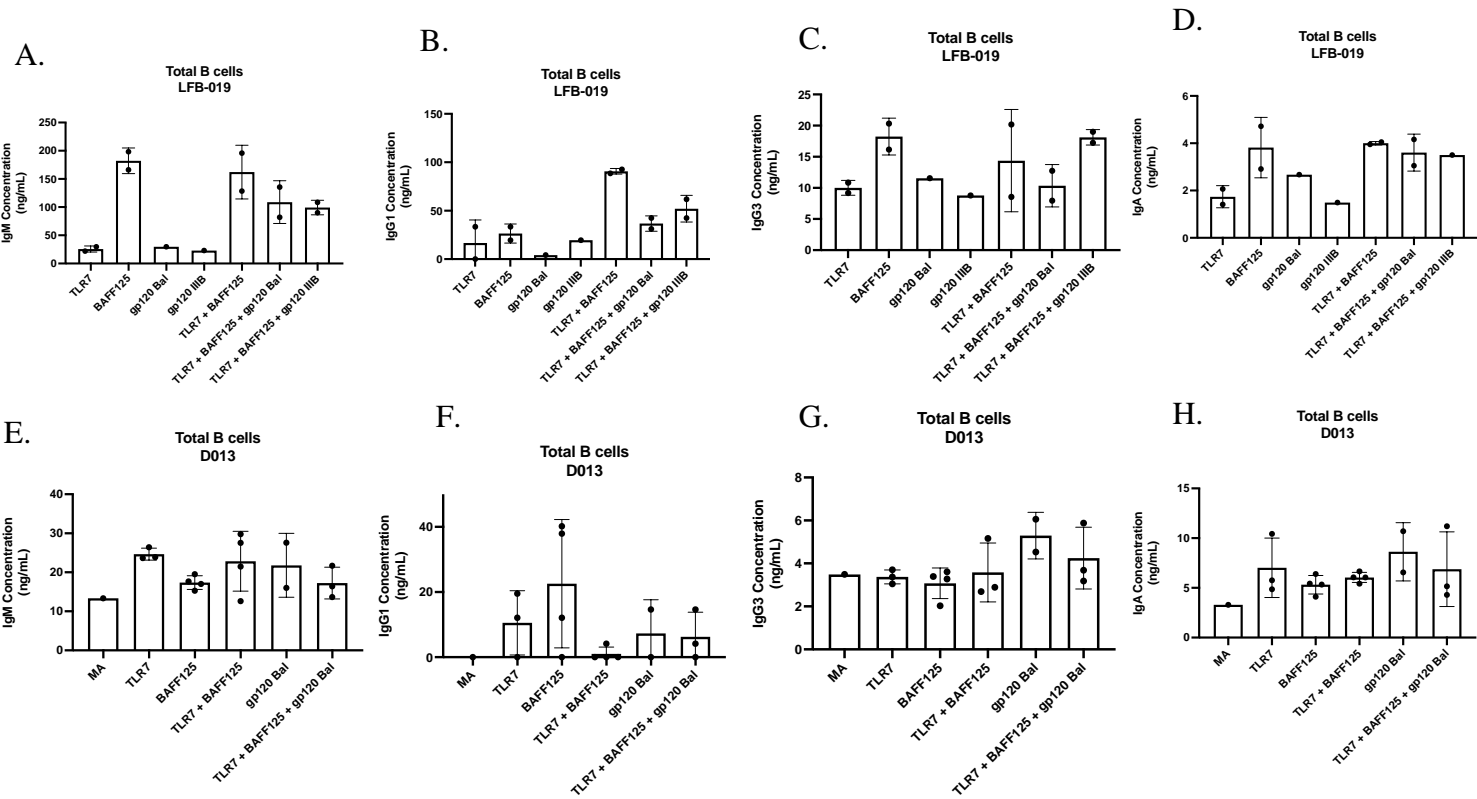 A.
Total B cells
LFB-019
IgM Concentration
(ng/mL)
250
200
150
100
50
0
TLR7
BAFF125
gp120 Bal
gp120 IIIB
TLR7 + BAFF125
TLR7 + BAFF125 + gp120 Bal
TLR7 + BAFF125 + gp120 IIIB
B.
Total B cells
LFB-019
IgG1 Concentration
(ng/mL)
150
100
50
0
TLR7
BAFF125
gp120 Bal
gp120 IIIB
TLR7 + BAFF125
TLR7 + BAFF125 + gp120 Bal
TLR7 + BAFF125 + gp120 IIIB
C.
Total B cells
LFB-019
IgG3 Concentration
(ng/mL)
25
20
15
10
5
0
TLR7
BAFF125
gp120 Bal
gp120 IIIB
TLR7 + BAFF125
TLR7 + BAFF125 + gp120 Bal
TLR7 + BAFF125 + gp120 IIIB
D.
Total B cells
LFB-019
IgA Concentration
(ng/mL)
6
4
2
0
TLR7
BAFF125
gp120 Bal
gp120 IIIB
TLR7 + BAFF125
TLR7 + BAFF125 + gp120 Bal
TLR7 + BAFF125 + gp120 IIIB
E.
Total B cells
D013
IgM Concentration
(ng/mL)
40
30
20
10
0
MA
TLR7
BAFF125
TLR7 + BAFF125
gp120 Bal
TLR7 + BAFF125 + gp120 Bal
F.
Total B cells
D013
IgG1 Concentration
(ng/mL)
40
20
0
MA
TLR7
BAFF125
TLR7 + BAFF125
gp120 Bal
TLR7 + BAFF125 + gp120 Bal
G.
Total B cells
D013
IgG3 Concentration
(ng/mL)
8
6
4
2
0
MA
TLR7
BAFF125
TLR7 + BAFF125
gp120 Bal
TLR7 + BAFF125 + gp120 Bal
H.
Total B cells
D013
IgA Concentration
(ng/mL)
15
10
5
0
MA
TLR7
BAFF125
TLR7 + BAFF125
gp120 Bal
TLR7 + BAFF125 + gp120 Bal